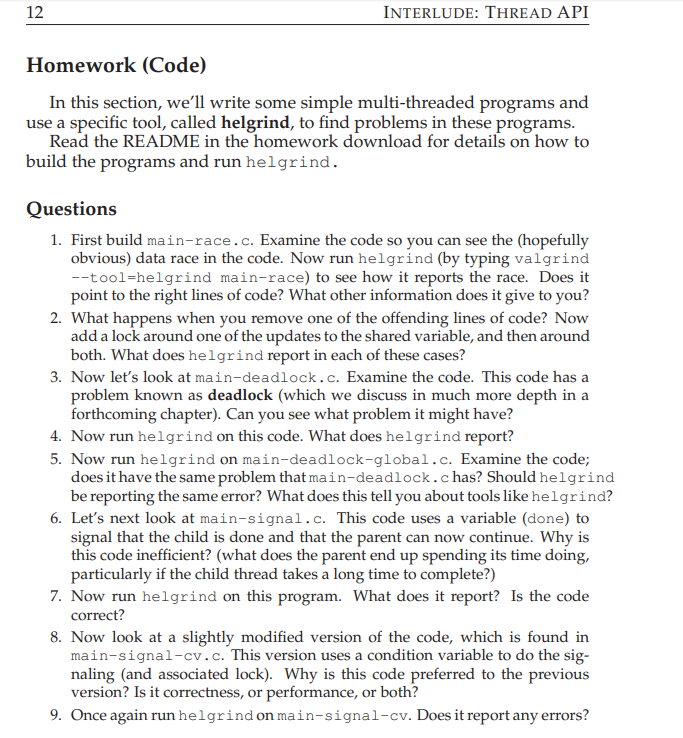 12 INTERLUDE: THREAD API
Homework (Code)
In this section, we'll write some simple multi-threaded programs and
use a specific tool, called helgrind, to find problems in these programs.
Read the README in the homework download for details on how to
build the programs and run helgrind.
Questions
1. First build main-race.c. Examine the code so you can see the (hopefully
obvious) data race in the code. Now run helgrind (by typing valgrind
--tool=helgrind main-race) to see how it reports the race. Does it
point to the right lines of code? What other information does it give to you?
2. What happens when you remove one of the offending lines of code? Now
add a lock around one of the updates to the shared variable, and then around
both. What does helgrind report in each of these cases?
3. Now let's look at main-deadlock.c. Examine the code. This code has a
problem known as deadlock (which we discuss in much more depth in a
forthcoming chapter). Can you see what problem it might have?
4. Now run helgrind on this code. What does helgrind report?
5. Now run helgrind on main-deadlock-global.c. Examine the code;
does it have the same problem that main-deadlock.c has? Should helgrind
be reporting the same error? What does this tell you about tools like helgrind?
6. Let's next look at main-signal.c. This code uses a variable (done) to
signal that the child is done and that the parent can now continue. Why is
this code inefficient? (what does the parent end up spending its time doing,
particularly if the child thread takes a long time to complete?)
7. Now run helgrind on this program. What does it report? Is the code
correct?
8. Now look at a slightly modified version of the code, which is found in
main-signal-cv.c. This version uses a condition variable to do the sig-
naling (and associated lock). Why is this code preferred to the previous
version? Is it correctness, or performance, or both?
9. Once again run helgrind on main-signal-cv. Does it report any errors?